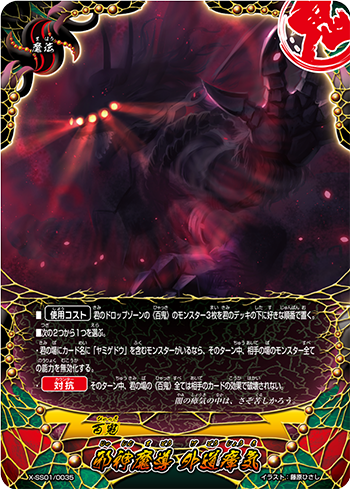 魔法
■ 使用コスト 君のドロップゾーンの《百鬼》のモンスター3枚を君のデッキの下に好きな順番で置く。
■次の2つから1つを選ぶ。
・君の場にカード名に「ヤミゲドウ」を含むモンスターがいるなら、そのターン中、相手の場のモンスター全て
の能力を無効化する。
・ 対抗 そのターン中、君の場の《百鬼》全ては相手のカードの効果で破壊されない。
闇の瘴気の中は、さぞ苦しかろう。
百鬼
邪神魔導 外道瘴気
X-SS01/0035
イラスト: 藤原ひさし